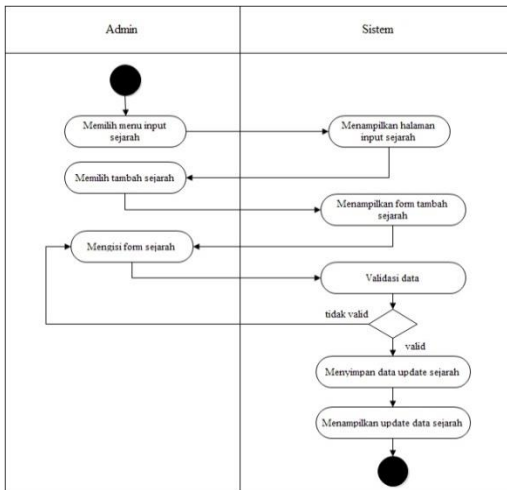 Admin
Sistem
Memilih menu input
sejarah
Menampilkan halaman
input sejarah
Memilih tambah sejarah
Menampilkan form tambah
sejarah
Mengisi form sejarah
Validasi data
tidak valid
valid
Menyimpan data update sejarah
Menampilkan update data sejarah